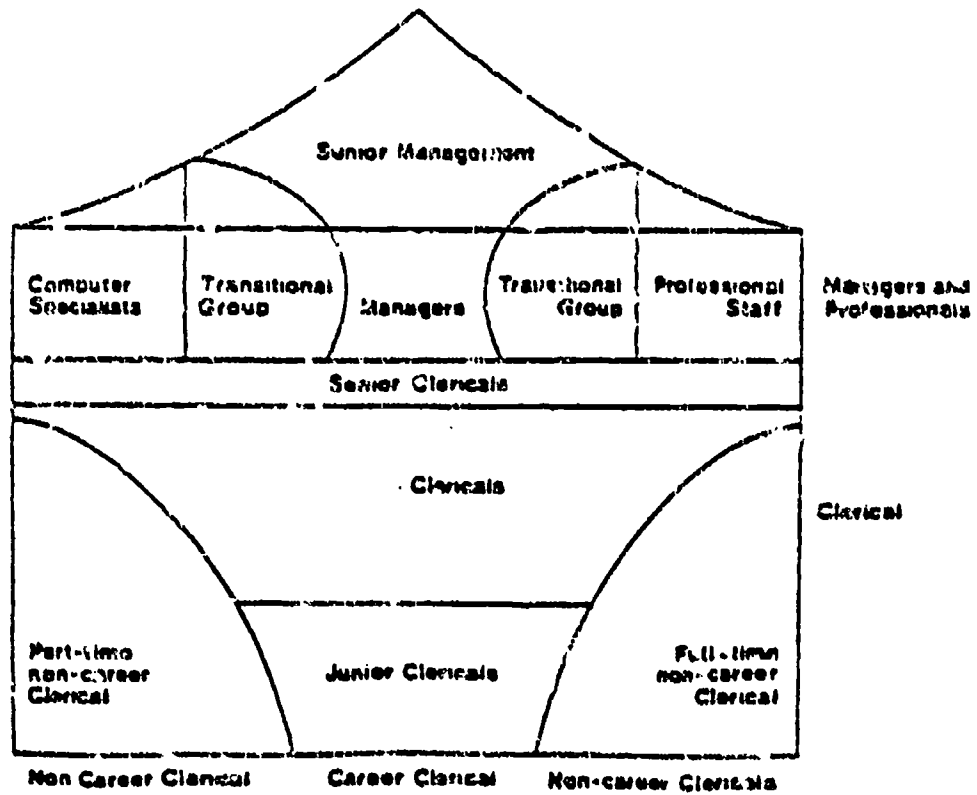 Senior Management
Computer
Specialists
Transitional
Group
Managers
Transitional
Group
Professional
Staff
Managers and
Professionals
Senior Clericals
Clericals
Clerical
Part-time
non-career
Clerical
Junior Clericals
Full-time
non-career
Clerical
Non Career Clerical
Career Clerical
Non-career Clericals